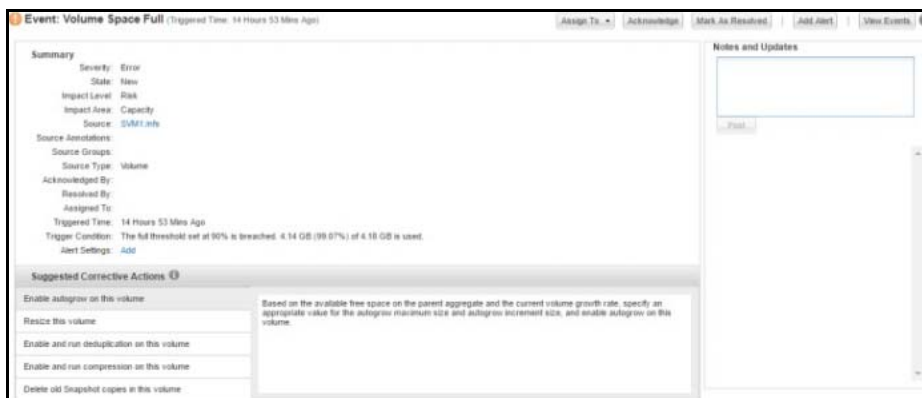 Event: Volume Space Full (Triggered Time: 14 Hours 53 Mins Ago)
Assign To
Acknowledge
Mark As Resolved
Add Alert
View Events
Summary
Severity: Error
State: New
Impact Level: Risk
Impact Area: Capacity
Source:
Source Annotations:
Source Groups:
Source Type: Volume
Acknowledged By:
Resolved By:
Assigned To:
Triggered Time: 14 Hours 53 Mins Ago
Trigger Condition: The full threshold set at 90% is breached. 4.14 GB (99.07%) of 4.18 GB is used.
Alert Settings: Add
Notes and Updates
Post
Suggested Corrective Actions
Enable autogrow on this volume
Resize this volume
Enable and run deduplication on this volume
Enable and run compression on this volume
Delete old Snapshot copies in this volume
Based on the available free space on the parent aggregate and the current volume growth rate, specify an
appropriate value for the autogrow maximum size and autogrow increment size, and enable autogrow on this
volume.